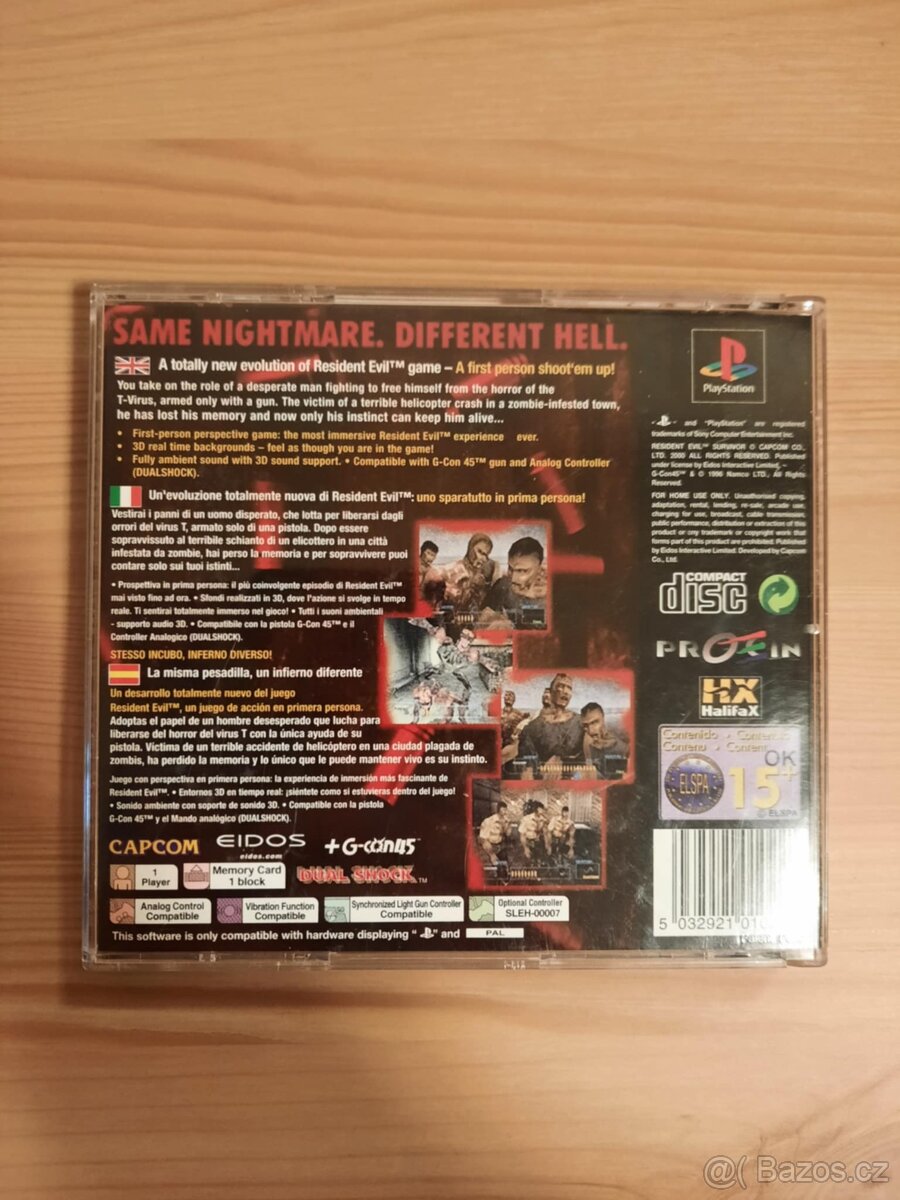 SAME NIGHTMARE. DIFFERENT HELL.
A totally new evolution of Resident Evil™ game – A first person shoot'em up!
You take on the role of a desperate man fighting to free himself from the horror of the
T-Virus, armed only with a gun. The victim of a terrible helicopter crash in a zombie-infested town,
he has lost his memory and now only his instinct can keep him alive...
• First-person perspective game: the most immersive Resident Evil™ experience ever.
• 3D real time backgrounds – feel as though you are in the game!
• Fully ambient sound with 3D sound support. • Compatible with G-Con 45™ gun and Analog Controller
(DUALSHOCK).
Un'evoluzione totalmente nuova di Resident Evil™: uno sparatutto in prima persona!
Vestirai i panni di un uomo disperato, che lotta per liberarsi dagli
orrori del virus T, armato solo di una pistola. Dopo essere
sopravvissuto al terribile schianto di un elicottero in una città
infestata da zombie, hai perso la memoria e per sopravvivere puoi
contare solo sui tuoi istinti...
• Prospettiva in prima persona: il più coinvolgente episodio di Resident Evil™
mai visto fino ad ora. • Sfondi realizzati in 3D, dove l'azione si svolge in tempo
reale. Ti sentirai totalmente immerso nel gioco! • Tutti i suoni ambientali
- supporto audio 3D. • Compatibile con la pistola G-Con 45™ e il
Controller Analogico (DUALSHOCK).
STESSO INCUBO, INFERNO DIVERSO!
La misma pesadilla, un infierno diferente
Un desarrollo totalmente nuevo del juego
Resident Evil™, un juego de acción en primera persona.
Adoptas el papel de un hombre desesperado que lucha para
liberarse del horror del virus T con la única ayuda de su
pistola. Víctima de un terrible accidente de helicóptero en una ciudad plagada de
zombis, ha perdido la memoria y lo único que le puede mantener vivo es su instinto.
Juego con perspectiva en primera persona: la experiencia de inmersión más fascinante de
Resident Evil™. • Entornos 3D en tiempo real: ¡siéntete como si estuvieras dentro del juego!
• Sonido ambiente con soporte de sonido 3D. • Compatible con la pistola
G-Con 45™ y el Mando analógico (DUALSHOCK).
CAPCOM
EIDOS
eidos.com
G-con45™
1
Player
Memory Card
1 block
DUAL SHOCK™
Analog Control
Compatible
Vibration Function
Compatible
Synchronized Light Gun Controller
Compatible
Optional Controller
SLEH-00007
This software is only compatible with hardware displaying " " and PAL
PlayStation
" " and "PlayStation" are registered
trademarks of Sony Computer Entertainment Inc.
RESIDENT EVIL™ SURVIVOR © CAPCOM CO.,
LTD. 2000 ALL RIGHTS RESERVED. Published
under license by Eidos Interactive Limited. –
G-Con45™ & © 1996 Namco LTD., All Rights
Reserved.
FOR HOME USE ONLY. Unauthorised copying,
adaptation, rental, lending, re-sale, arcade use,
charging for use, broadcast, cable transmission,
public performance, distribution or extraction of this
product or any trademark or copyright work that
forms part of this product are prohibited. Published
by Eidos Interactive Limited. Developed by Capcom
Co., Ltd.
COMPACT
disc
PROEIN
HX
HalifaX
Contenido • Contenuto
Contenu • Content
OK
ELSPA
15+
© ELSPA
5 032921 01
@( Bazos.cz